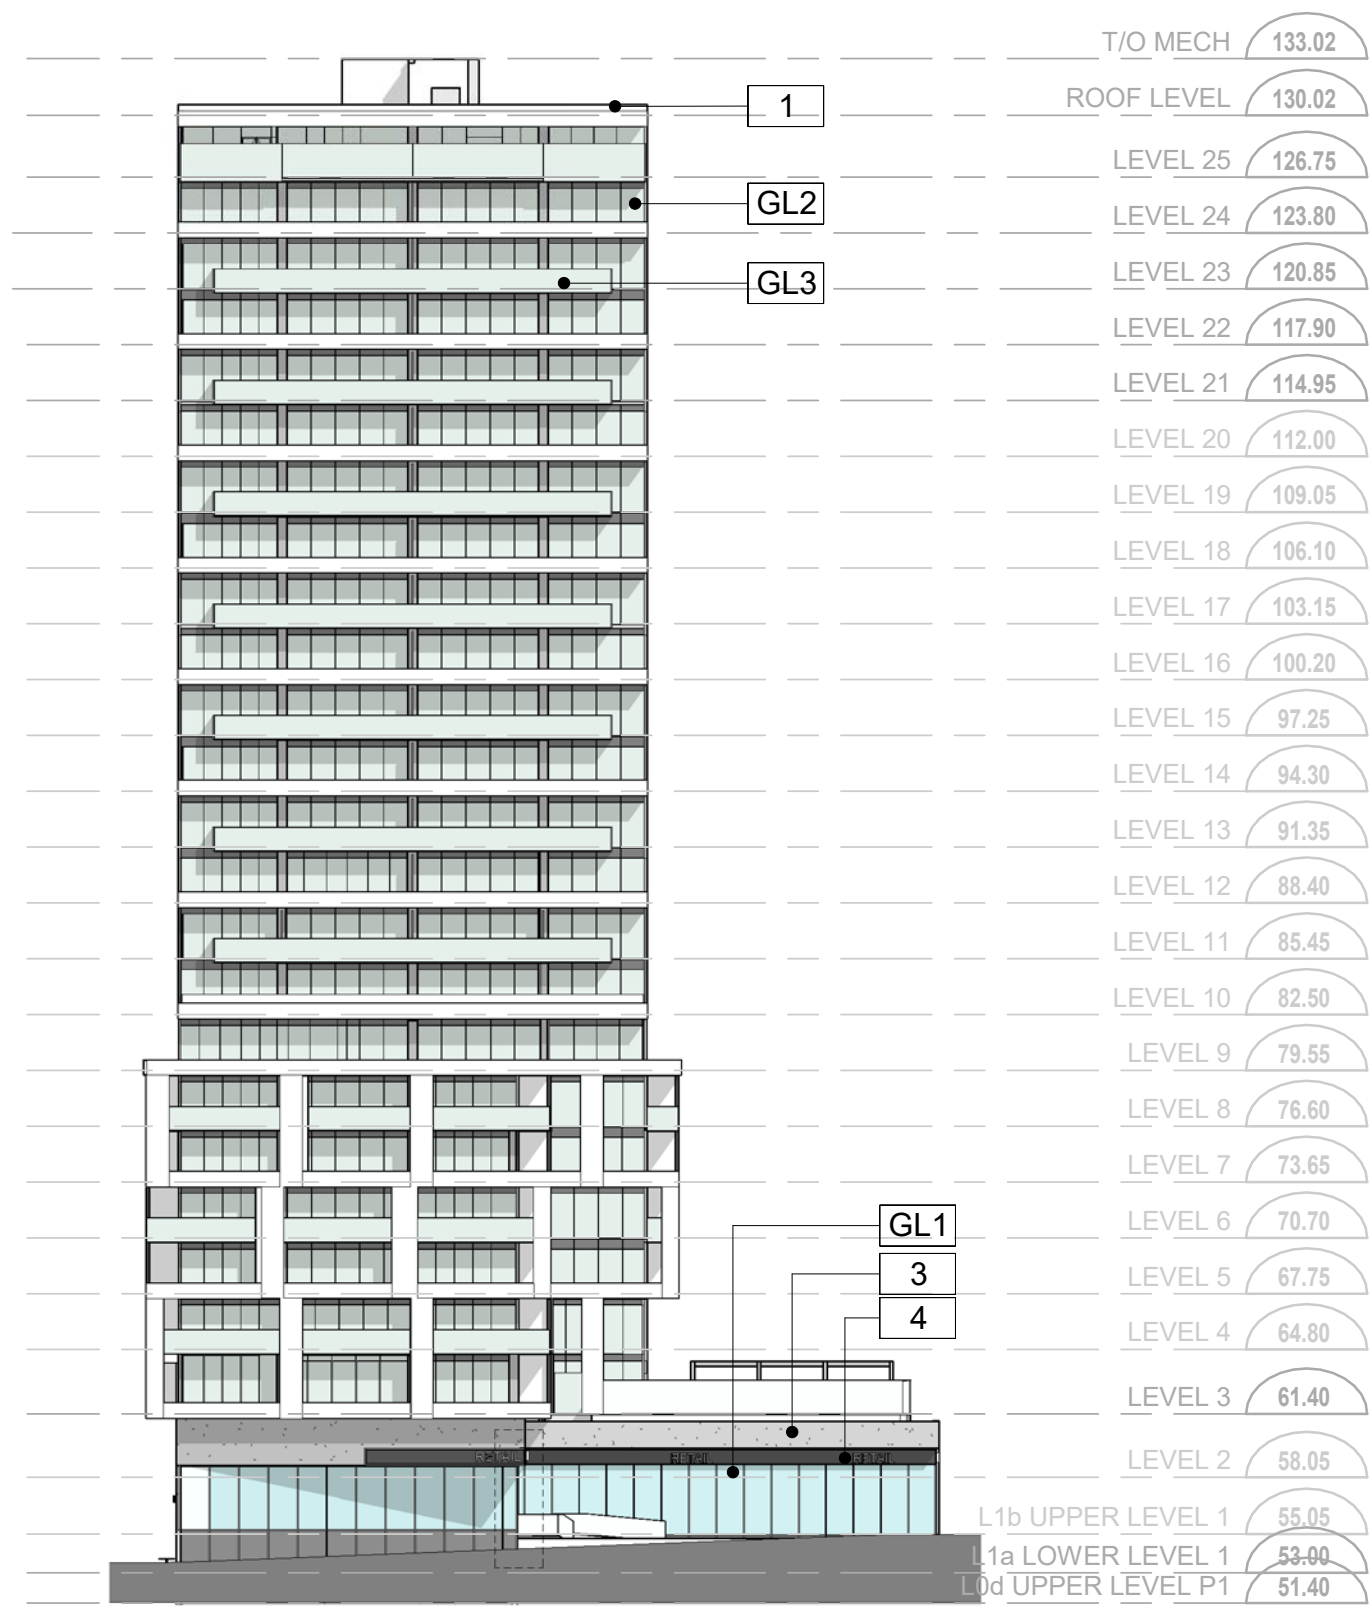 T/O MECH 133.02
1
ROOF LEVEL 130.02
LEVEL 25 126.75
GL2
LEVEL 24 123.80
GL3
LEVEL 23 120.85
LEVEL 22 117.90
LEVEL 21 114.95
LEVEL 20 112.00
LEVEL 19 109.05
LEVEL 18 106.10
LEVEL 17 103.15
LEVEL 16 100.20
LEVEL 15 97.25
LEVEL 14 94.30
LEVEL 13 91.35
LEVEL 12 88.40
LEVEL 11 85.45
LEVEL 10 82.50
LEVEL 9 79.55
LEVEL 8 76.60
LEVEL 7 73.65
GL1
LEVEL 6 70.70
3
LEVEL 5 67.75
4
LEVEL 4 64.80
LEVEL 3 61.40
RETAIL RETAIL RETAIL
LEVEL 2 58.05
L1b UPPER LEVEL 1 55.05
L1a LOWER LEVEL 1 53.00
L0d UPPER LEVEL P1 51.40